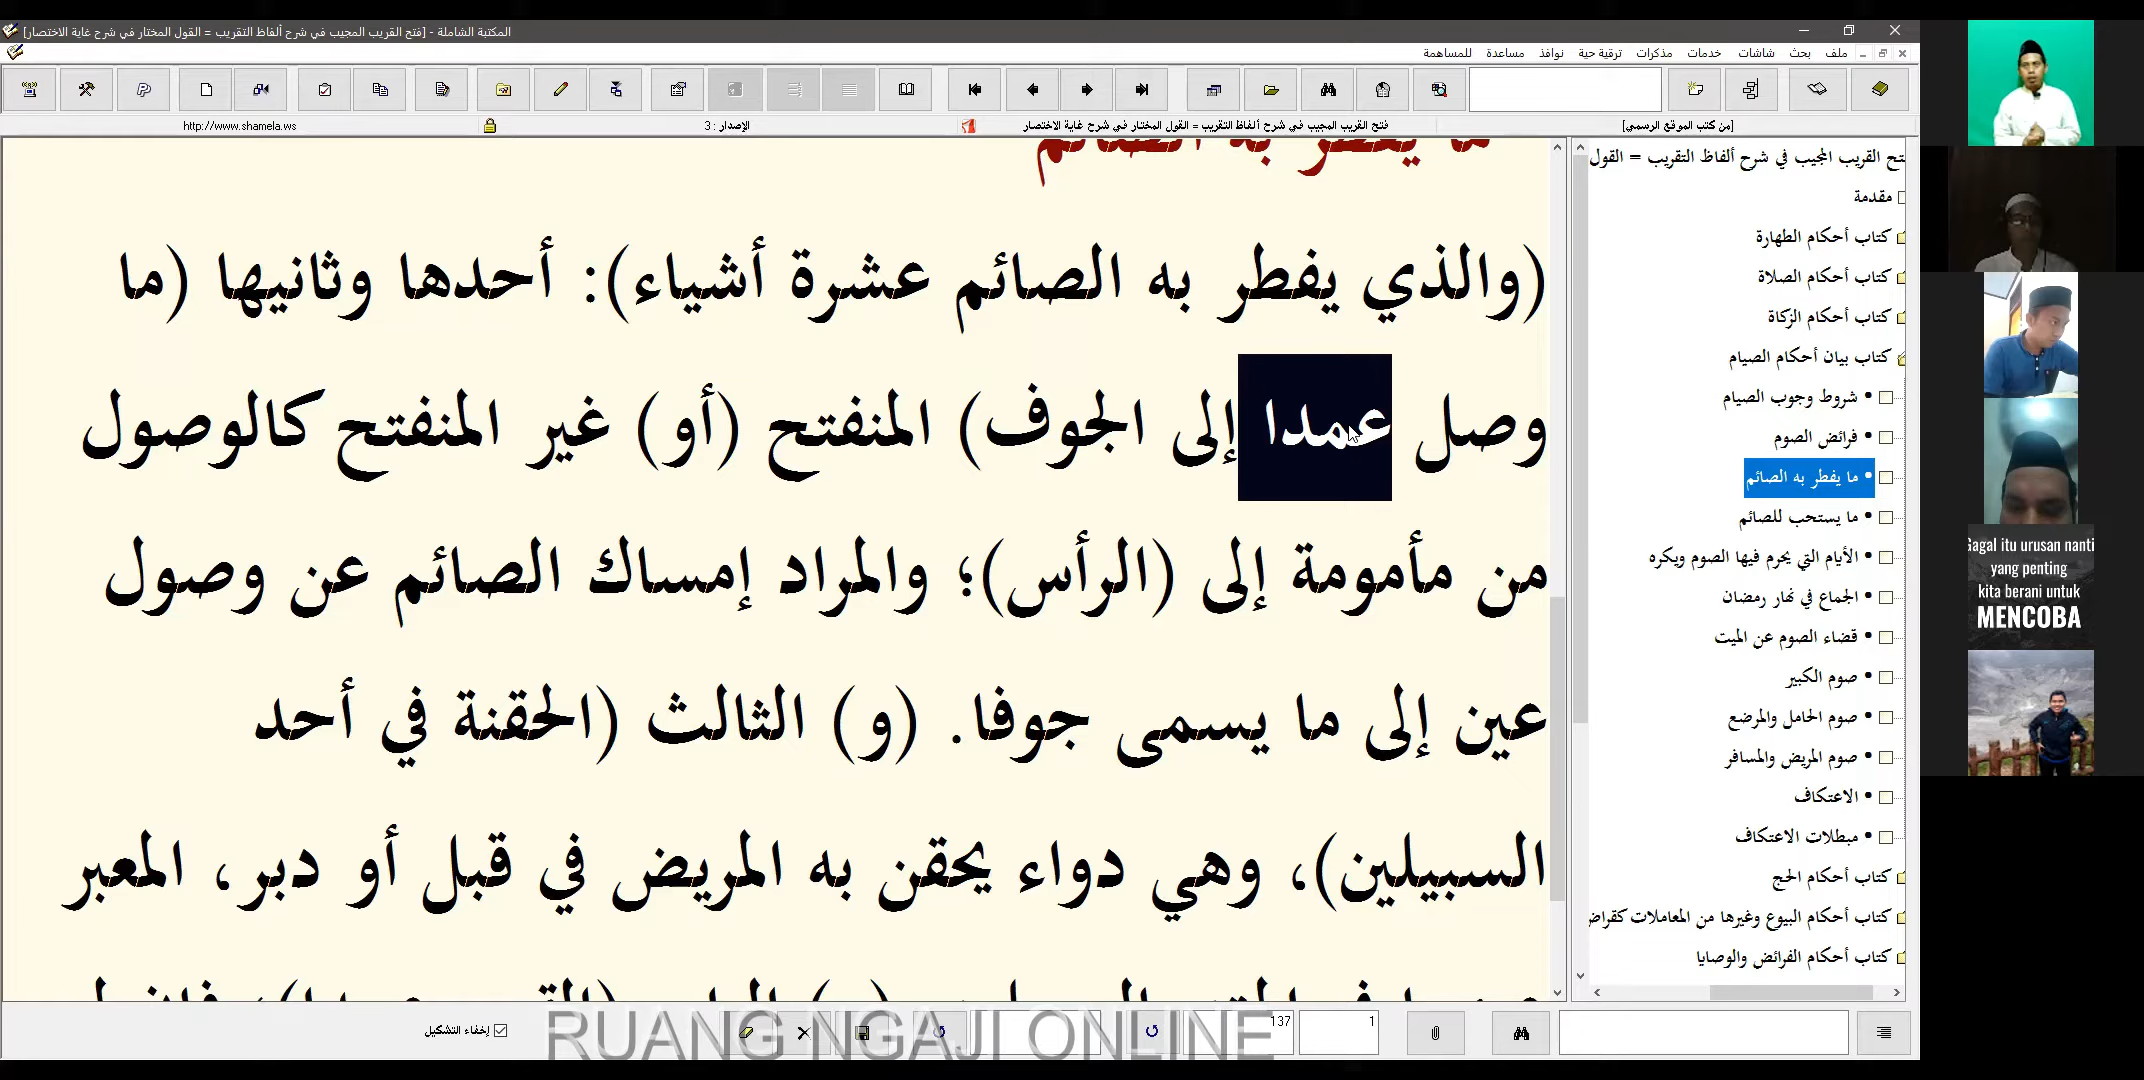 المكتبة الشاملة - [فتح القريب المجيب في شرح ألفاظ التقريب = القول المختار في شرح غاية الاختصار]
ملف بحث شاشات خدمات مذكرات ترقية حية نوافذ مساعدة للمساهمة
[من كتب الموقع الرسمي]
فتح القريب المجيب في شرح ألفاظ التقريب = القول المختار في شرح غاية الاختصار
الإصدار : 3
http://www.shamela.ws
ما يفطر به الصائم
(والذي يفطر به الصائم عشرة أشياء): أحدها وثانيها (ما
وصل عمدا إلى الجوف) المنفتح (أو) غير المنفتح كالوصول
من مأمومة إلى (الرأس)؛ والمراد إمساك الصائم عن وصول
عين إلى ما يسمى جوفا. (و) الثالث (الحقنة في أحد
السبيلين)، وهي دواء يحقن به المريض في قبل أو دبر، المعبر
فتح القريب المجيب في شرح ألفاظ التقريب = القول
مقدمة
كتاب أحكام الطهارة
كتاب أحكام الصلاة
كتاب أحكام الزكاة
كتاب بيان أحكام الصيام
شروط وجوب الصيام
فرائض الصوم
ما يفطر به الصائم
ما يستحب للصائم
الأيام التي يحرم فيها الصوم ويكره
الجماع في نهار رمضان
قضاء الصوم عن الميت
صوم الكبير
صوم الحامل والمرضع
صوم المريض والمسافر
الاعتكاف
مبطلات الاعتكاف
كتاب أحكام الحج
كتاب أحكام البيوع وغيرها من المعاملات كقراض
كتاب أحكام الفرائض والوصايا
إخفاء التشكيل
137
1
RUANG NGAJI ONLINE
Gagal itu urusan nanti
yang penting
kita berani untuk
MENCOBA